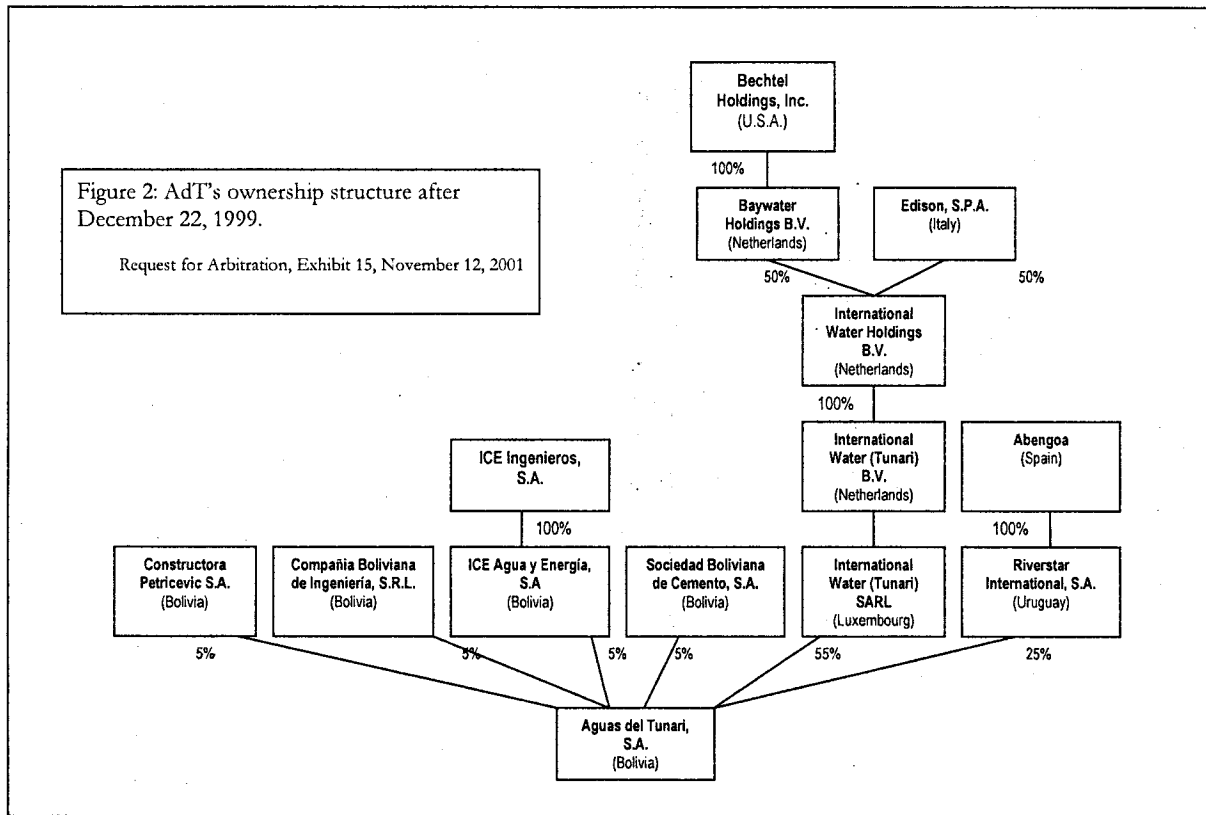 Bechtel
Holdings, Inc.
(U.S.A.)
100%
Figure 2: AdT's ownership structure after
December 22, 1999.
Request for Arbitration, Exhibit 15, November 12, 2001
Baywater
Holdings B.V.
(Netherlands)
Edison, S.P.A.
(Italy)
50%
50%
International
Water Holdings
B.V.
(Netherlands)
100%
ICE Ingenieros,
S.A.
International
Water (Tunari)
B.V.
(Netherlands)
Abengoa
(Spain)
100%
100%
Constructora
Petricevic S.A.
(Bolivia)
Compañia Boliviana
de Ingeniería, S.R.L.
(Bolivia)
ICE Agua y Energía,
S.A
(Bolivia)
Sociedad Boliviana
de Cemento, S.A.
(Bolivia)
International
Water (Tunari)
SARL
(Luxembourg)
Riverstar
International, S.A.
(Uruguay)
5%
5%
5%
5%
55%
25%
Aguas del Tunari,
S.A.
(Bolivia)